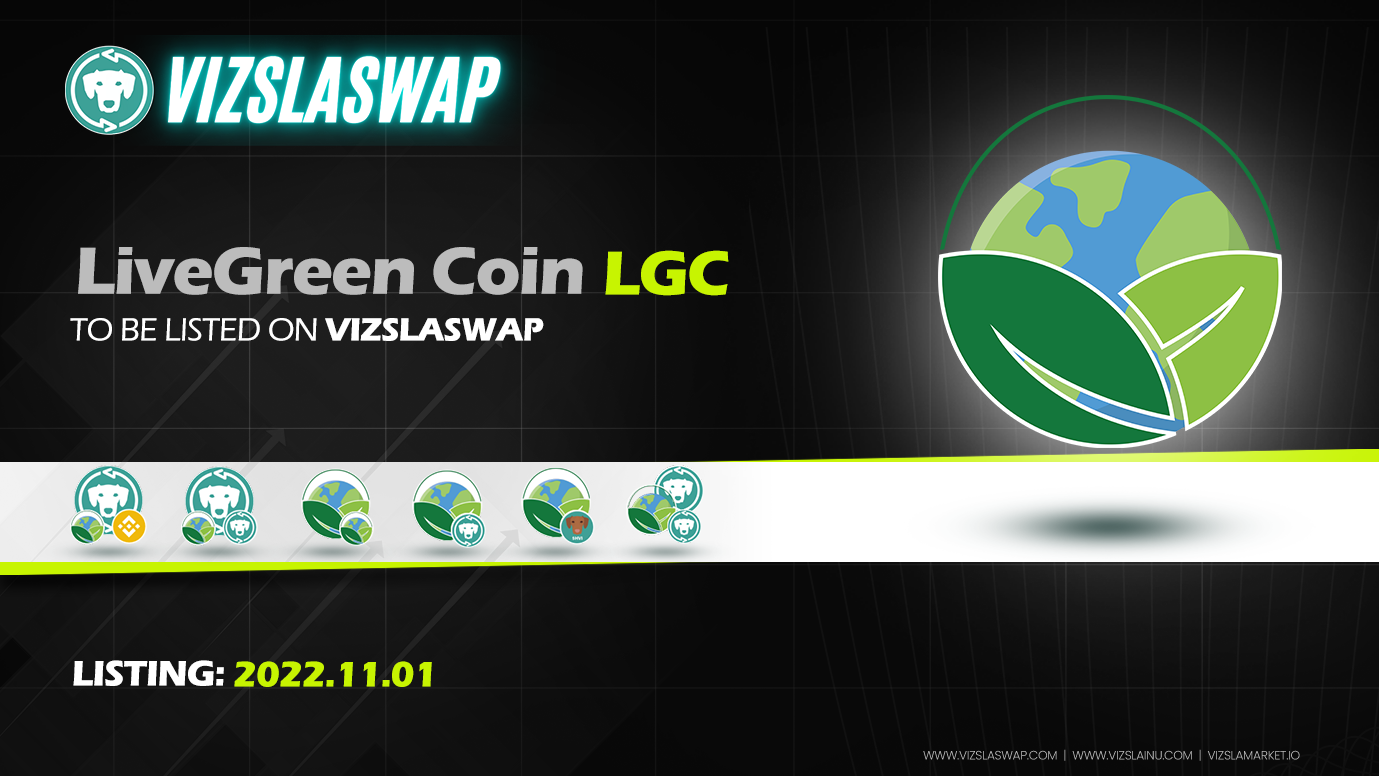 VIZSLASWAP
LiveGreen Coin LGC
TO BE LISTED ON VIZSLASWAP
LISTING: 2022.11.01
WWW.VIZSLASWAP.COM | WWW.VIZSLAINU.COM | VIZSLAMARKET.IO